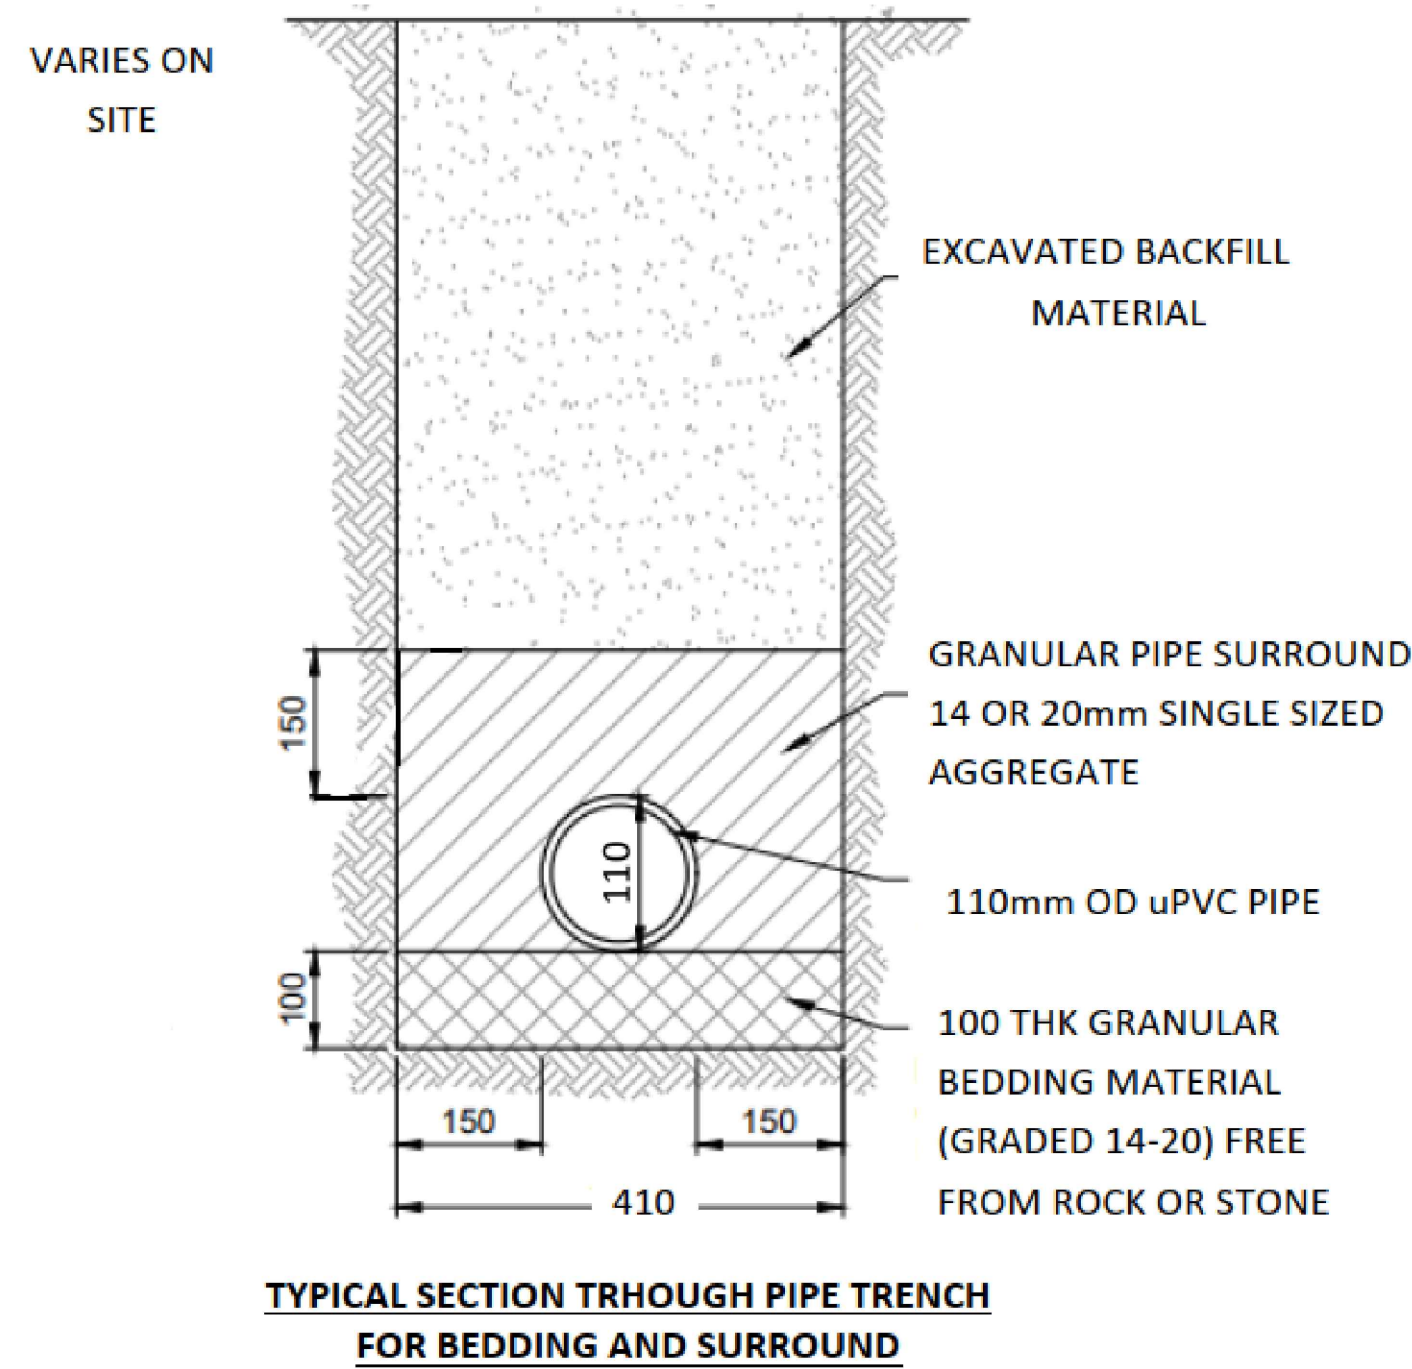 VARIES ON
SITE
EXCAVATED BACKFILL
MATERIAL
GRANULAR PIPE SURROUND
14 OR 20mm SINGLE SIZED
AGGREGATE
150
110
110mm OD uPVC PIPE
100
100 THK GRANULAR
BEDDING MATERIAL
(GRADED 14-20) FREE
FROM ROCK OR STONE
150
150
410
TYPICAL SECTION TRHOUGH PIPE TRENCH
FOR BEDDING AND SURROUND